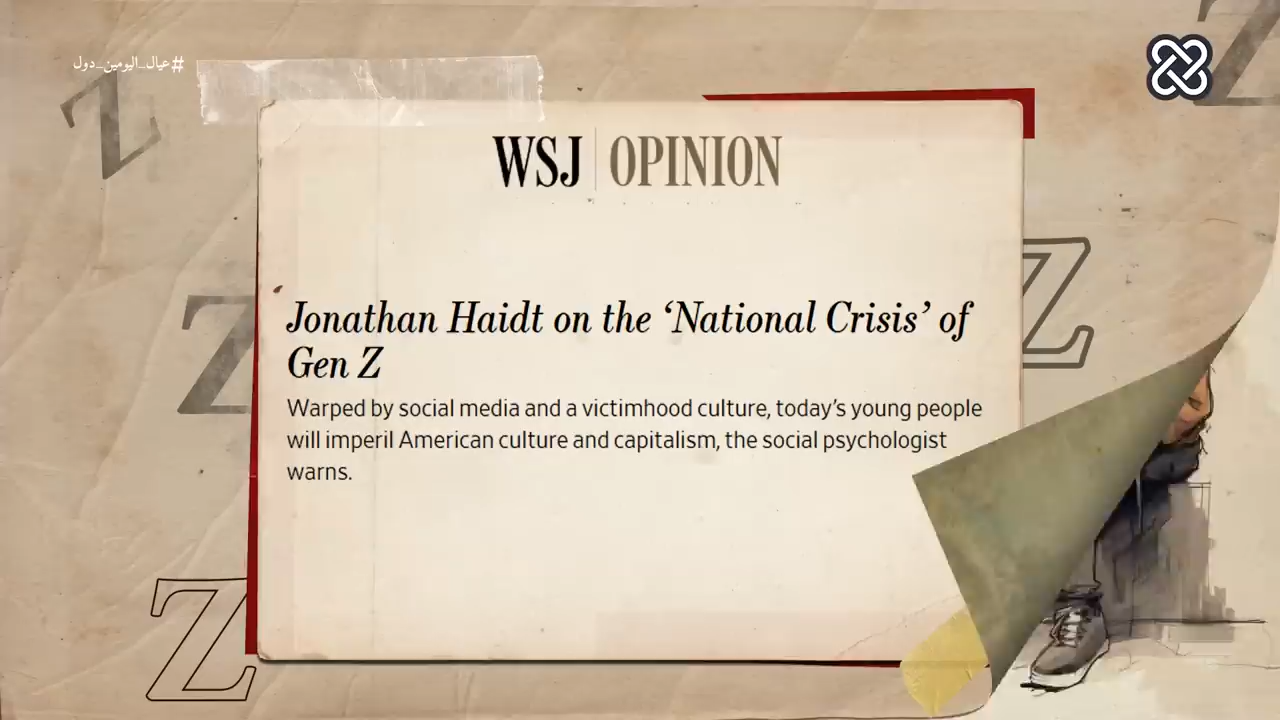 #عيال_اليومين_دول
WSJ | OPINION
Jonathan Haidt on the ‘National Crisis’ of
Gen Z
Warped by social media and a victimhood culture, today’s young people
will imperil American culture and capitalism, the social psychologist
warns.
Z
Z
Z
Z
Z